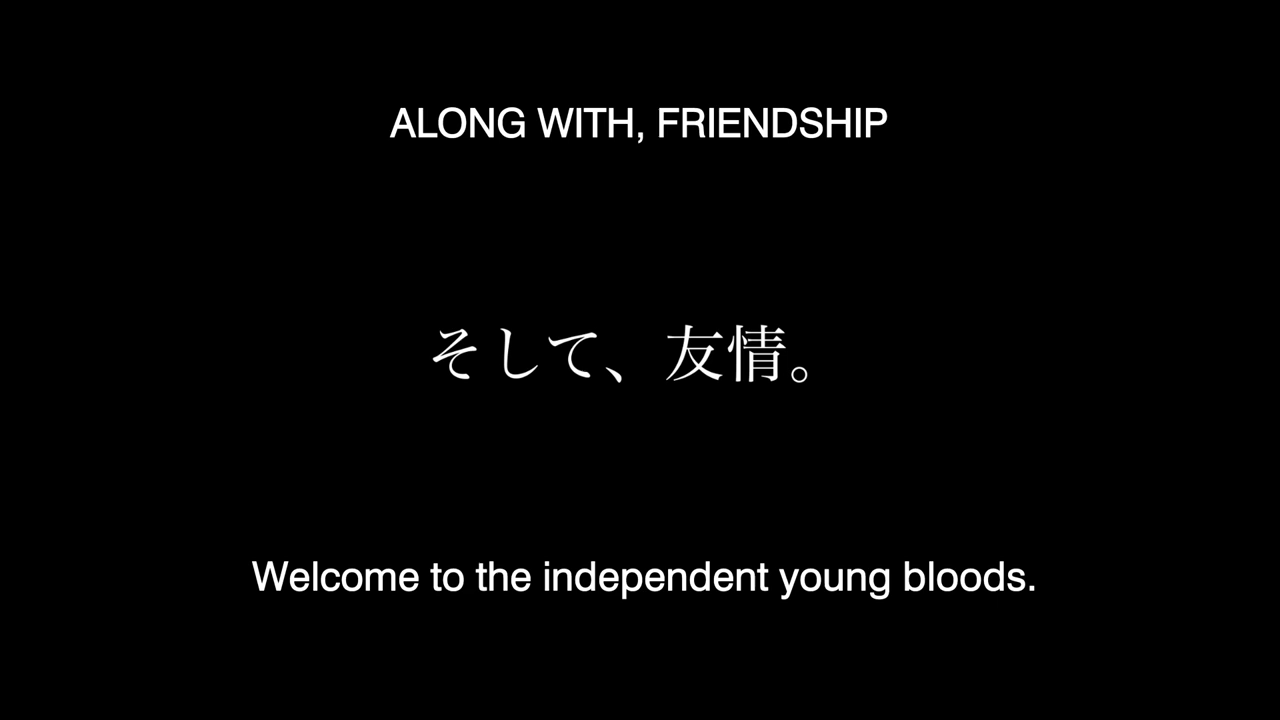 ALONG WITH, FRIENDSHIP
そして、友情。
Welcome to the independent young bloods.